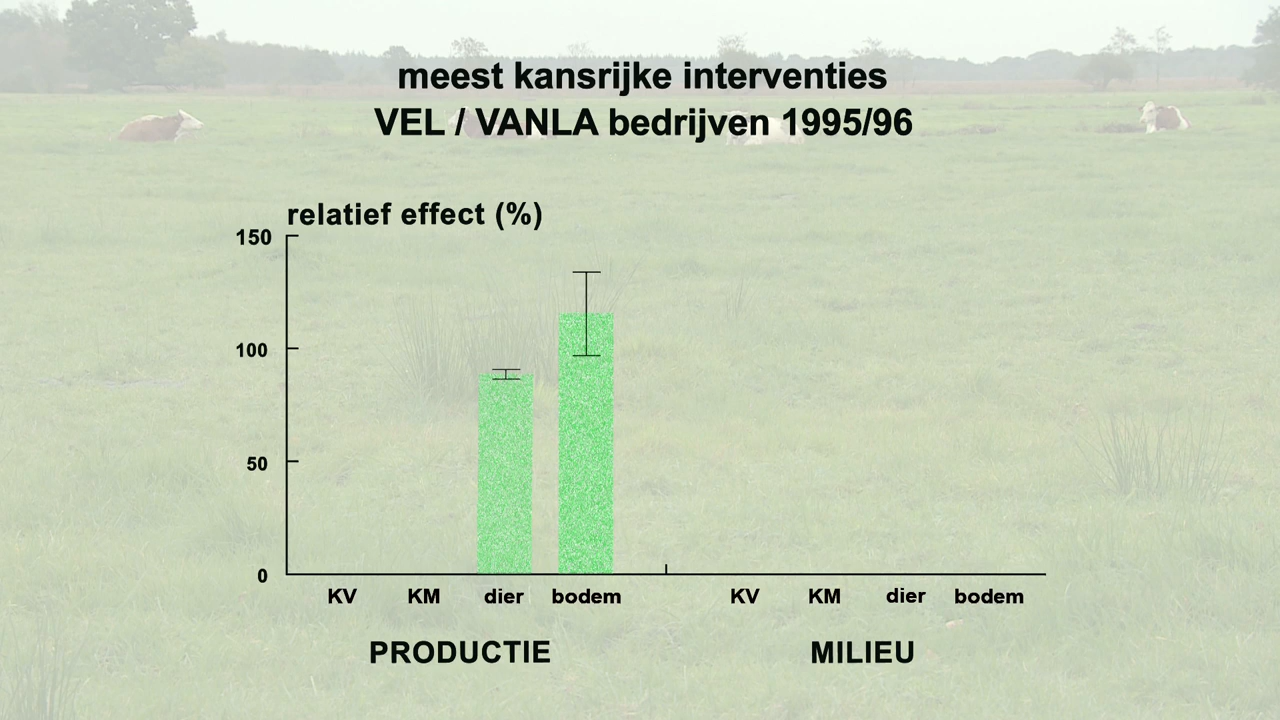 meest kansrijke interventies
VEL / VANLA bedrijven 1995/96
relatief effect (%)
150
100
50
0
KV KM dier bodem KV KM dier bodem
PRODUCTIE MILIEU